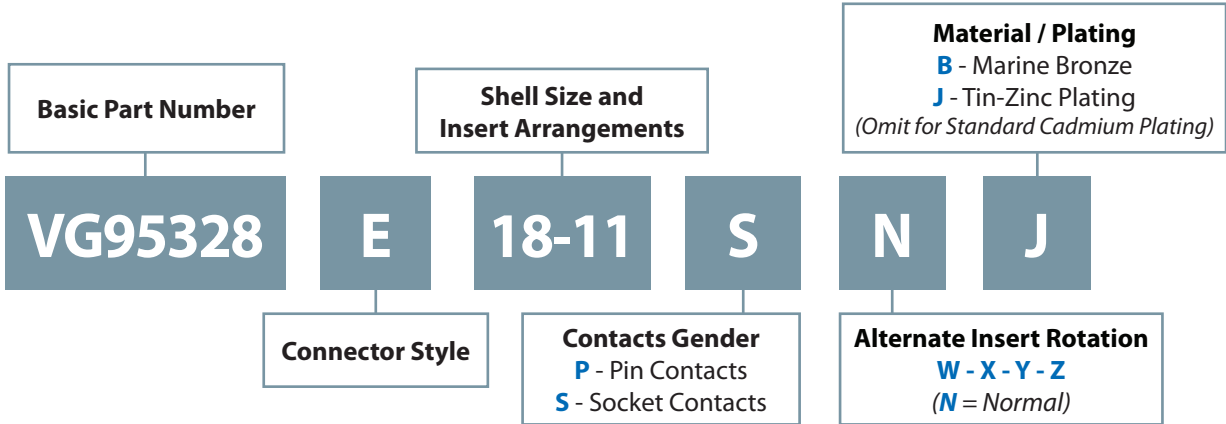 Material / Plating
B - Marine Bronze
J - Tin-Zinc Plating
(Omit for Standard Cadmium Plating)
Basic Part Number
Shell Size and
Insert Arrangements
VG95328 E 18-11 S N J
Connector Style
Contacts Gender
P - Pin Contacts
S - Socket Contacts
Alternate Insert Rotation
W - X - Y - Z
(N = Normal)